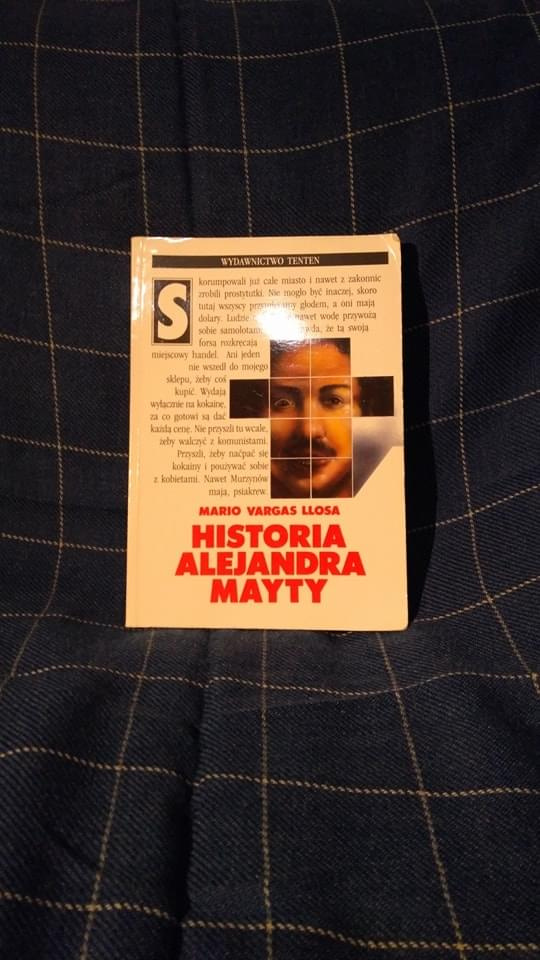 WYDAWNICTWO TENTEN
Skorumpowali już całe miasto i nawet z zakonnic
zrobili prostytutki. Nie mogło być inaczej, skoro
tutaj wszyscy przymierają głodem, a oni mają
dolary. Ludzie nawet wodę przywożą
sobie samolotami że ta swoja
forsą rozkręcają
miejscowy handel. Ani jeden
nie wszedł do mojego
sklepu, żeby coś
kupić. Wydają
wyłącznie na kokainę,
za co gotowi są dać
każdą cenę. Nie przyszli tu wcale,
żeby walczyć z komunistami.
Przyszli, żeby naćpać się
kokainy i poużywać sobie
z kobietami. Nawet Murzynów
mają, psiakrew.
MARIO VARGAS LLOSA
HISTORIA
ALEJANDRA
MAYTY